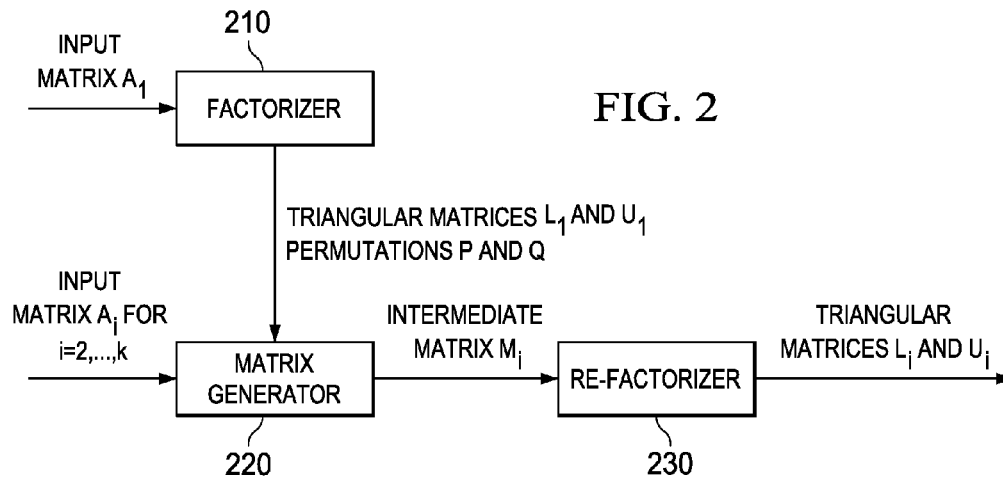 210
INPUT
MATRIX A1
FACTORIZER
FIG. 2
TRIANGULAR MATRICES L1 AND U1
PERMUTATIONS P AND Q
INPUT
MATRIX Ai FOR
i=2,...,k
MATRIX
GENERATOR
220
INTERMEDIATE
MATRIX Mi
RE-FACTORIZER
230
TRIANGULAR
MATRICES Li AND Ui